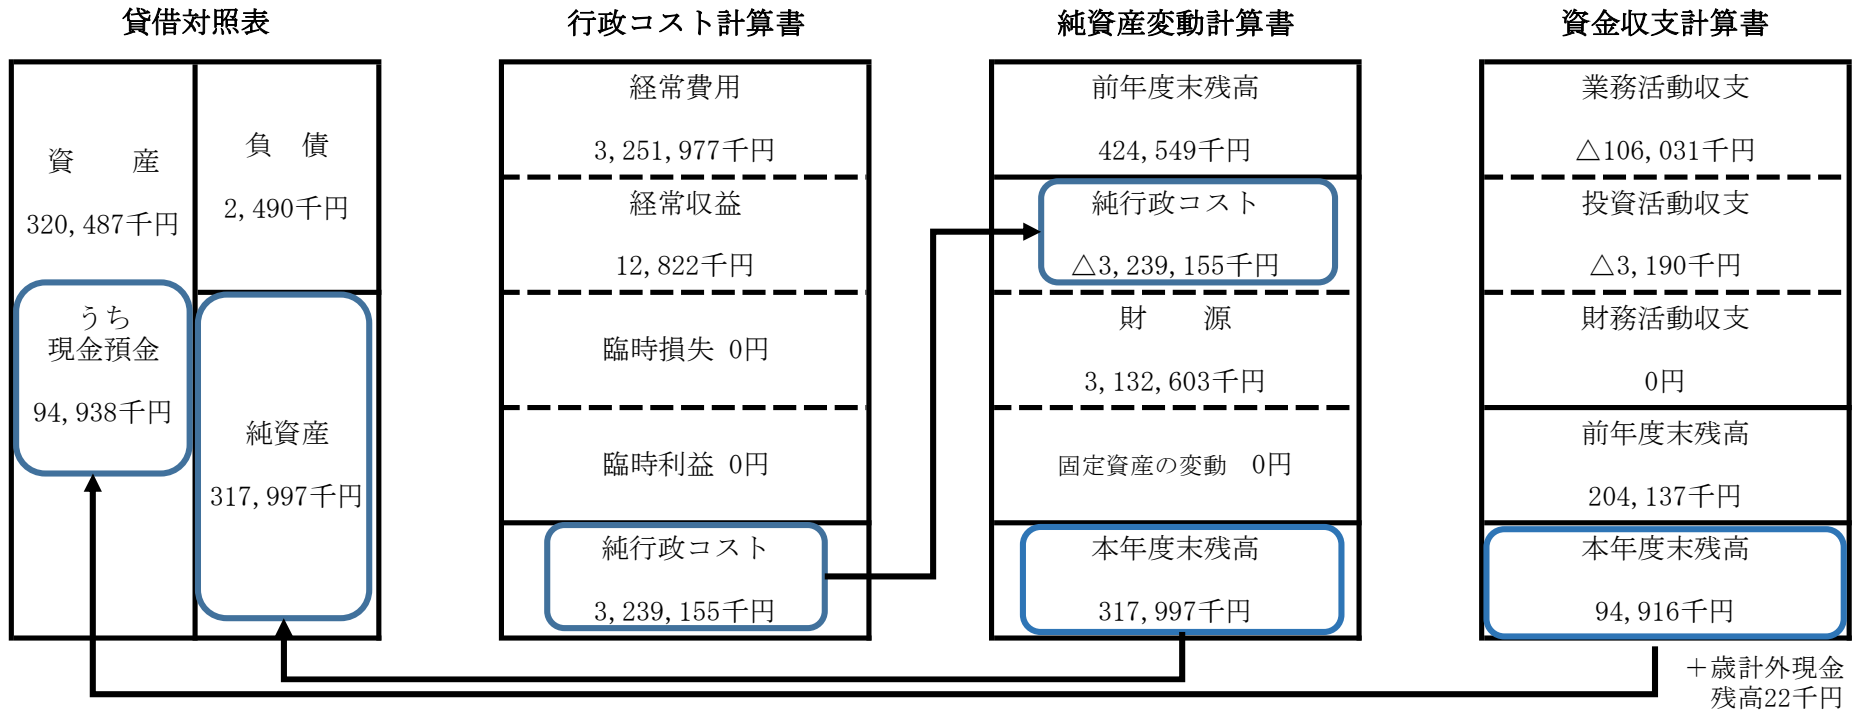 貸借対照表
資　　産
320,487千円
うち
現金預金
94,938千円
負　債
2,490千円
純資産
317,997千円
行政コスト計算書
経常費用
3,251,977千円
経常収益
12,822千円
臨時損失 0円
臨時利益 0円
純行政コスト
3,239,155千円
純資産変動計算書
前年度末残高
424,549千円
純行政コスト
△3,239,155千円
財　　源
3,132,603千円
固定資産の変動　0円
本年度末残高
317,997千円
資金収支計算書
業務活動収支
△106,031千円
投資活動収支
△3,190千円
財務活動収支
0円
前年度末残高
204,137千円
本年度末残高
94,916千円
＋歳計外現金
残高22千円